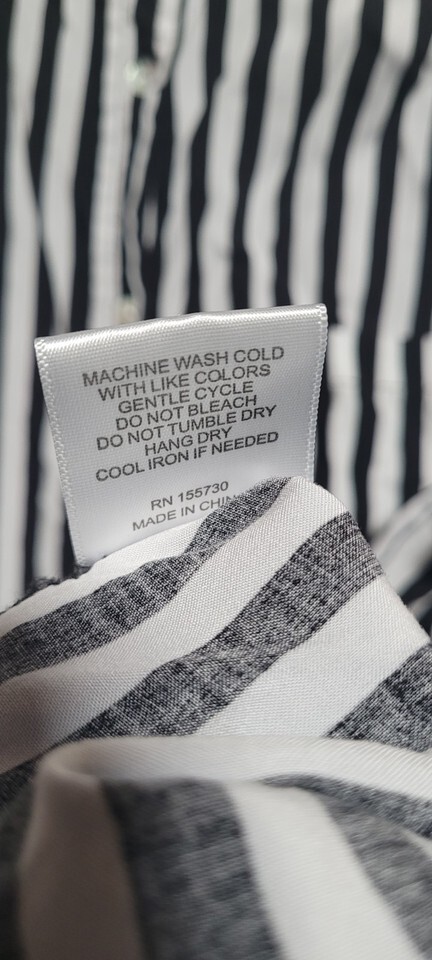 MACHINE WASH COLD
WITH LIKE COLORS
GENTLE CYCLE
DO NOT BLEACH
DO NOT TUMBLE DRY
HANG DRY
COOL IRON IF NEEDED
RN 155730
MADE IN CHINA